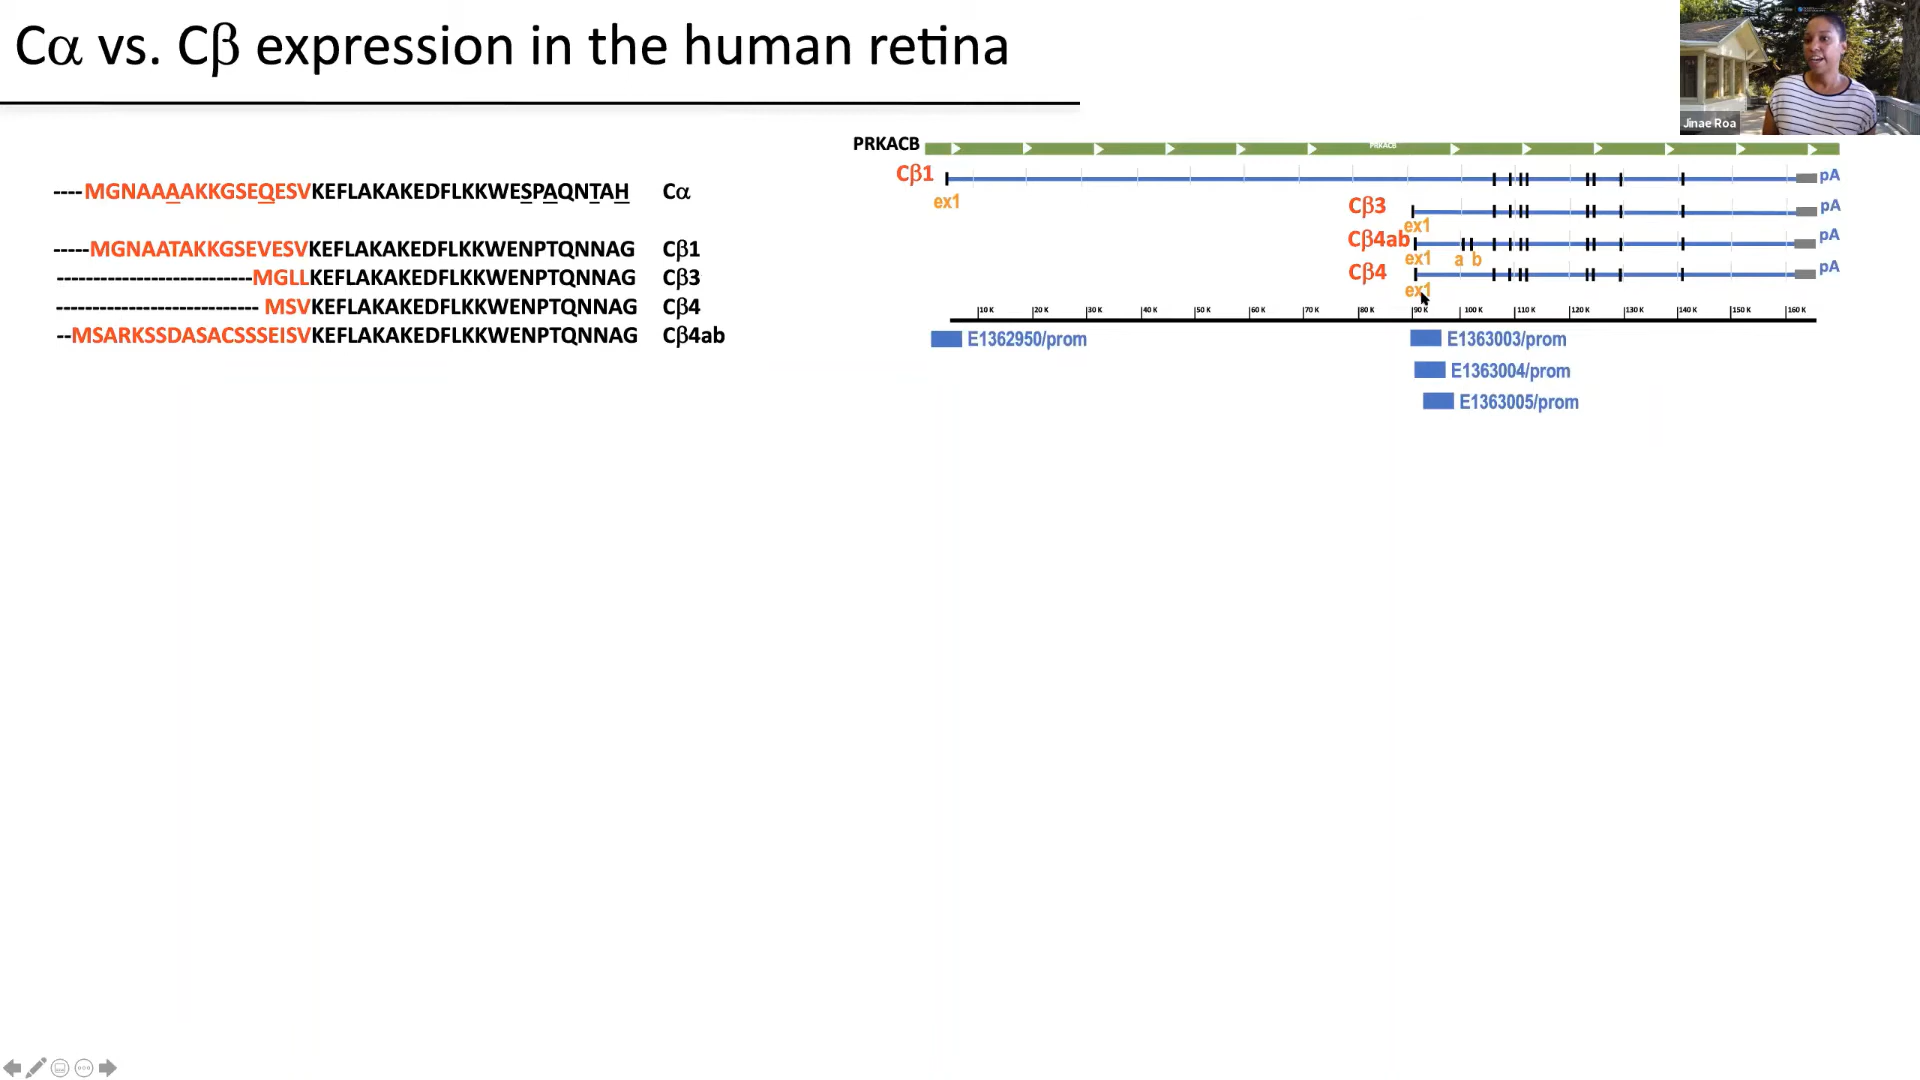 Cα vs. Cβ expression in the human retina
Jinae Roa
----MGNAAAAKKGSEQESVKEFLAKAKEDFLKKWESPAQNTAH Cα
-----MGNAATAKKGSEVESVKEFLAKAKEDFLKKWENPTQNNAG Cβ1
---------------------------MGLLKEFLAKAKEDFLKKWENPTQNNAG Cβ3
---------------------------- MSVKEFLAKAKEDFLKKWENPTQNNAG Cβ4
--MSARKSSDASACSSSEISVKEFLAKAKEDFLKKWENPTQNNAG Cβ4ab
PRKACB PRKACB
Cβ1 pA
ex1
Cβ3 pA
ex1
Cβ4ab pA
ex1 a b
Cβ4 pA
ex1
10 K 20 K 30 K 40 K 50 K 60 K 70 K 80 K 90 K 100 K 110 K 120 K 130 K 140 K 150 K 160 K
E1362950/prom E1363003/prom
E1363004/prom
E1363005/prom